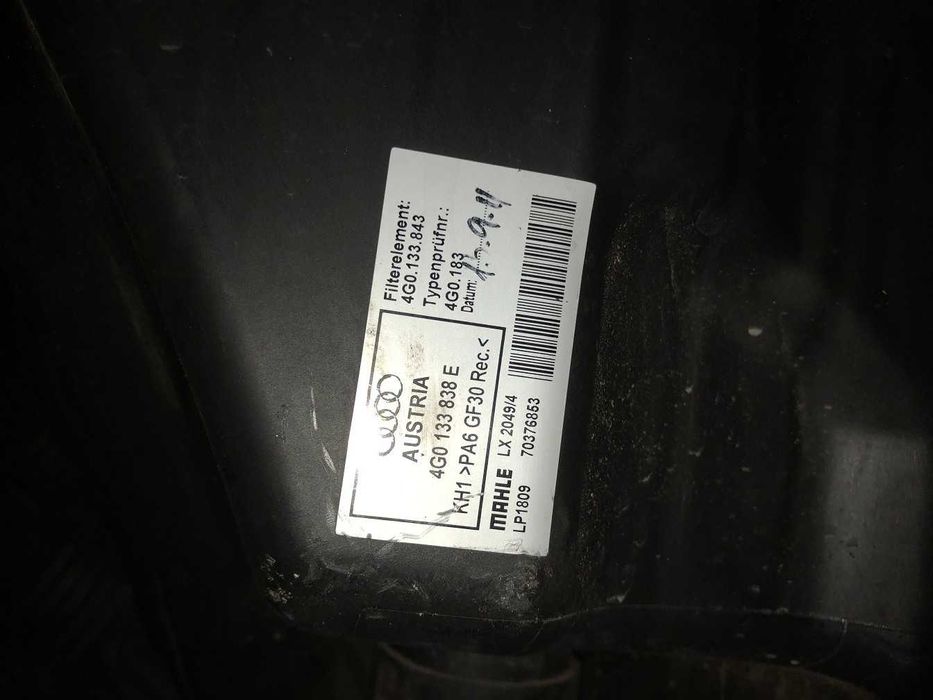 Filterelement:
4G0.133.843
Typenprüfnr.:
4G0.183
Datum:
AUSTRIA
4G0 133 838 E
KH1 >PA6 GF30 Rec.<
MAHLE LX 2049/4
LP1809 70376853